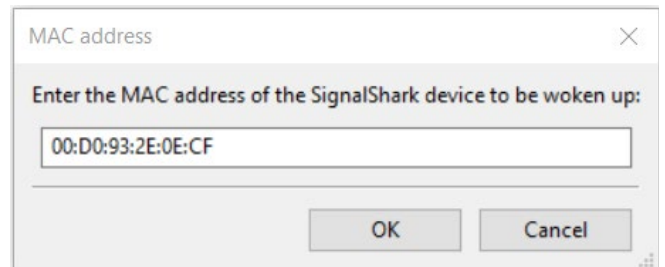 MAC address
Enter the MAC address of the SignalShark device to be woken up:
00:D0:93:2E:0E:CF
OK Cancel